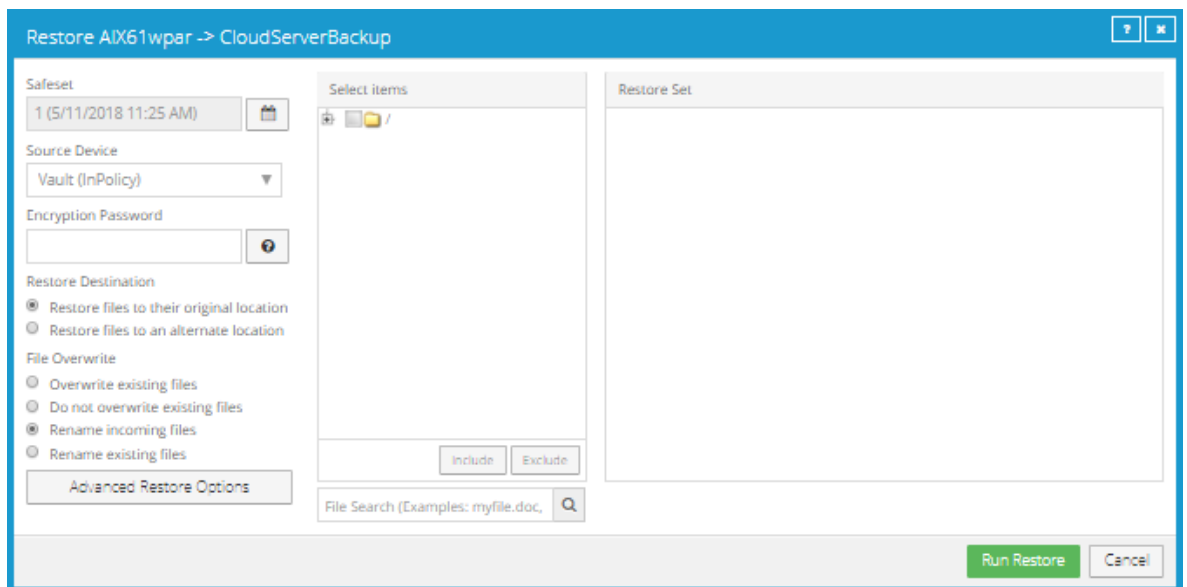 Restore AIX61wpar -> CloudServerBackup
?
Safeset
1 (5/11/2018 11:25 AM)
Source Device
Vault (InPolicy)
Encryption Password
?
Restore Destination
Restore files to their original location
Restore files to an alternate location
File Overwrite
Overwrite existing files
Do not overwrite existing files
Rename incoming files
Rename existing files
Advanced Restore Options
Select items
/
Include
Exclude
File Search (Examples: myfile.doc,
Restore Set
Run Restore
Cancel